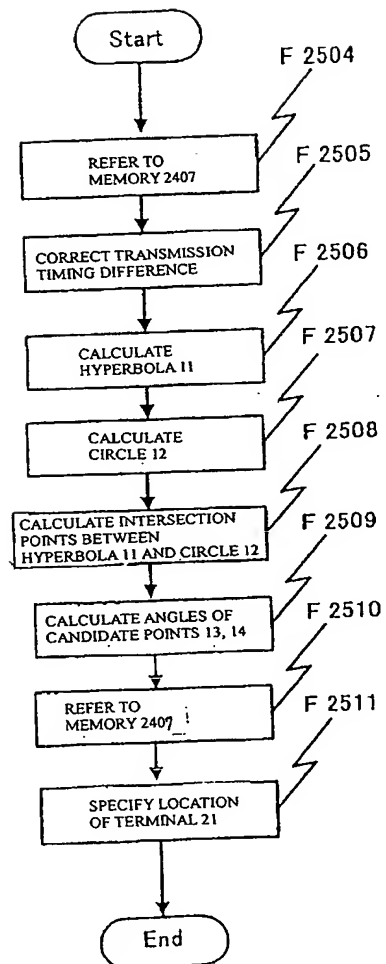 Start
F 2504
REFER TO
MEMORY 2407
F 2505
CORRECT TRANSMISSION
TIMING DIFFERENCE
F 2506
CALCULATE
HYPERBOLA 11
F 2507
CALCULATE
CIRCLE 12
F 2508
CALCULATE INTERSECTION
POINTS BETWEEN
HYPERBOLA 11 AND CIRCLE 12
F 2509
CALCULATE ANGLES OF
CANDIDATE POINTS 13, 14
F 2510
REFER TO
MEMORY 2407
F 2511
SPECIFY LOCATION
OF TERMINAL 21
End